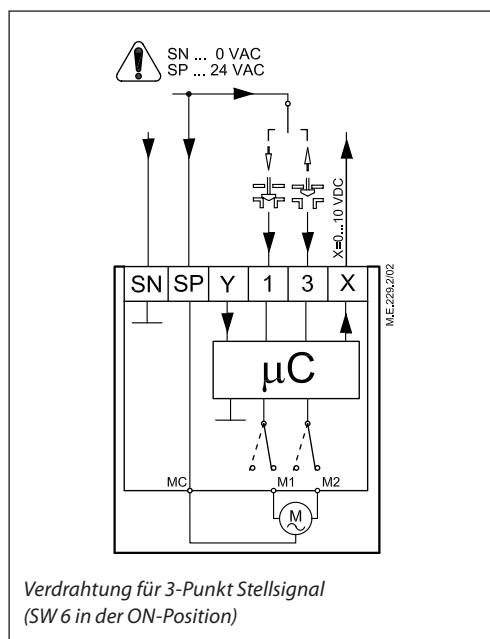 SN ... 0 VAC
SP ... 24 VAC
X=0...10 VDC
SN SP Y 1 3 X
M.E.229.2/02
µC
MC M1 M2
M
Verdrahtung für 3-Punkt Stellsignal
(SW 6 in der ON-Position)